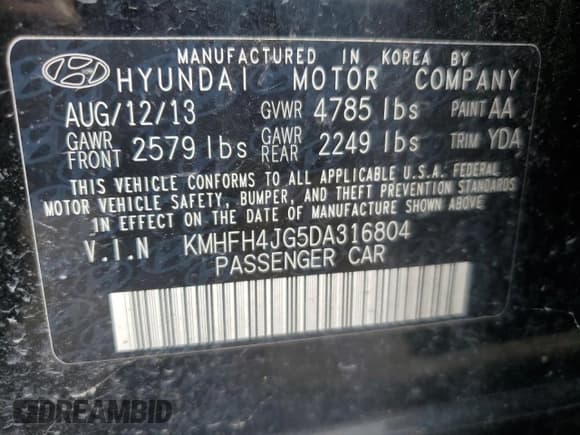 MANUFACTURED IN KOREA BY
HYUNDAI MOTOR COMPANY
AUG/12/13 GVWR 4785 lbs PAINT AA
GAWR FRONT 2579 lbs GAWR REAR 2249 lbs TRIM YDA
THIS VEHICLE CONFORMS TO ALL APPLICABLE U.S.A. FEDERAL
MOTOR VEHICLE SAFETY, BUMPER, AND THEFT PREVENTION STANDARDS
IN EFFECT ON THE DATE OF MANUFACTURE SHOWN ABOVE
V.I.N KMHFH4JG5DA316804
PASSENGER CAR
DREAMBID